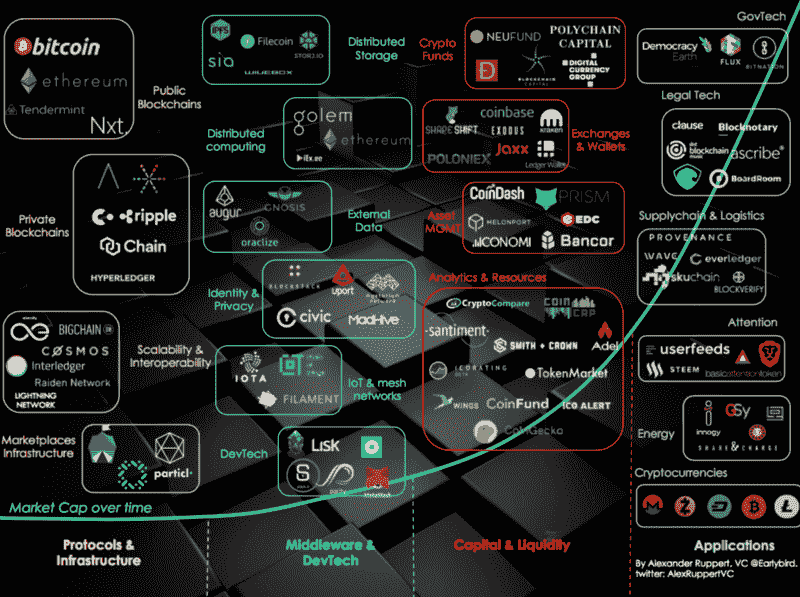 bitcoin
ethereum
Tendermint
Nxt.
Public
Blockchains
IPFS
Filecoin
STORJ.IO
sia
Distributed
Storage
Crypto
Funds
NEUFUND
POLYCHAIN
CAPITAL
BLOCKCHAIN
CAPITAL
DIGITAL
CURRENCY
GROUP
GovTech
Democracy
Earth
FLUX
BITNATION
Distributed
computing
golem
ethereum
iEx.ec
SHAPESHIFT
coinbase
EXODUS
kraken
POLONIEX
Jaxx
Ledger Wallet
Exchanges
& Wallets
Legal Tech
clause
Blocknotary
dot
blockchain
music
ascribe
BoardRoom
Private
Blockchains
ripple
Chain
HYPERLEDGER
augur
GNOSIS
oraclize
External
Data
Asset
MGMT
CoinDash
PRISM
MELONPORT
EDC
ICONOMI
Bancor
Supplychain & Logistics
PROVENANCE
WAVE
everledger
skuchain
BLOCKVERIFY
Identity &
Privacy
BLOCKSTACK
uport
civic
MadHive
Analytics & Resources
CryptoCompare
COIN
CAP
santiment
SMITH + CROWN
Adel
ICORATING
TokenMarket
WINGS
CoinFund
ICO ALERT
CoinGecko
Scalability &
Interoperability
BIGCHAIN
COSMOS
Interledger
Raiden Network
LIGHTNING
NETWORK
IOTA
FILAMENT
IoT & mesh
networks
Attention
userfeeds
STEEM
basicattentiontoken
Marketplaces
Infrastructure
particl
DevTech
LISK
Energy
innogy
GSy
SHARE&CHARGE
Cryptocurrencies
Market Cap over time
Protocols &
Infrastructure
Middleware &
DevTech
Capital & Liquidity
Applications
By Alexander Ruppert, VC @Earlybird,
twitter: AlexRuppertVC